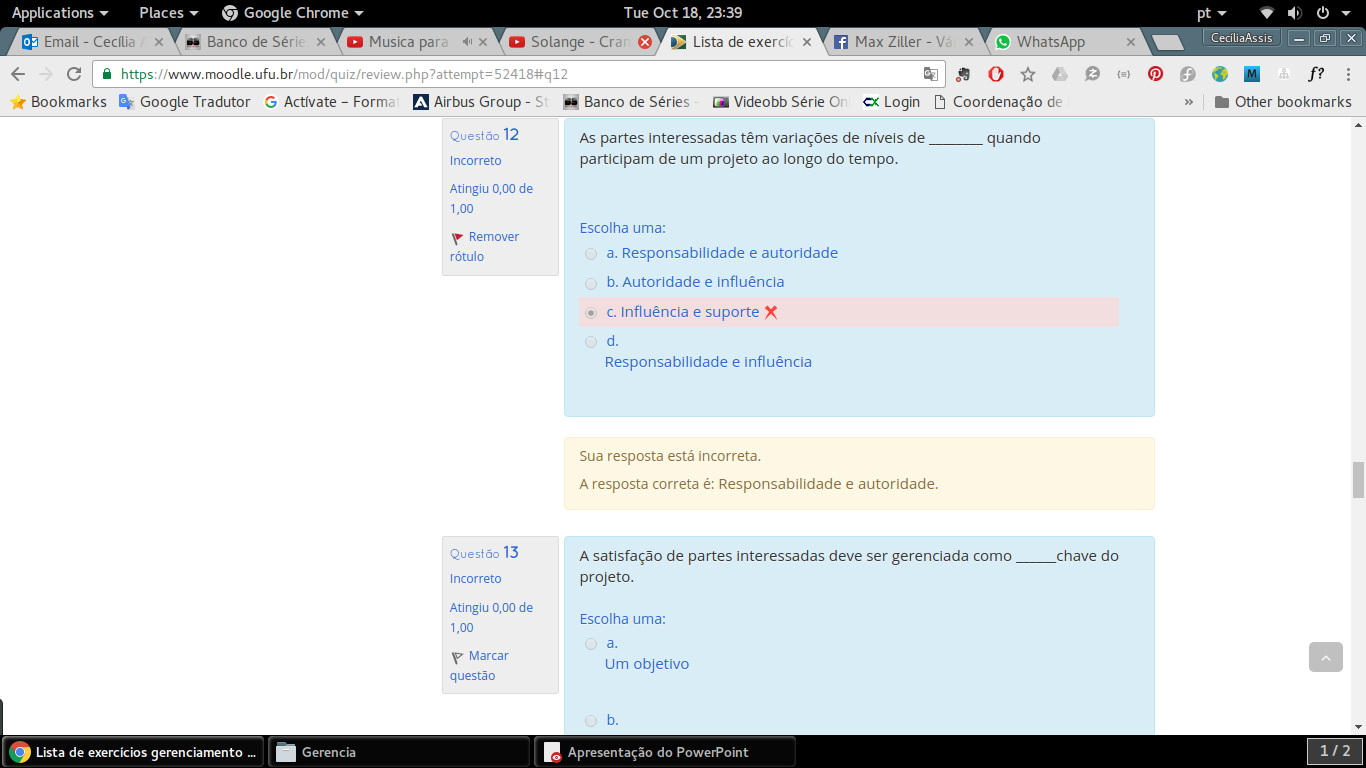 Applications Places Google Chrome Tue Oct 18, 23:39 pt
Email - Cecília A Banco de Série Musica para Solange - Cran Lista de exercíc Max Ziller - Vá WhatsApp CecíliaAssis
https://www.moodle.ufu.br/mod/quiz/review.php?attempt=52418#q12
Bookmarks Google Tradutor Actívate – Format Airbus Group - St Banco de Séries - Videobb Série On Login Coordenação de » Other bookmarks
Questão 12
Incorreto
Atingiu 0,00 de
1,00
Remover
rótulo
As partes interessadas têm variações de níveis de ________ quando
participam de um projeto ao longo do tempo.
Escolha uma:
a. Responsabilidade e autoridade
b. Autoridade e influência
c. Influência e suporte
d.
Responsabilidade e influência
Sua resposta está incorreta.
A resposta correta é: Responsabilidade e autoridade.
Questão 13
Incorreto
Atingiu 0,00 de
1,00
Marcar
questão
A satisfação de partes interessadas deve ser gerenciada como ______chave do
projeto.
Escolha uma:
a.
Um objetivo
b.
Lista de exercícios gerenciamento ... Gerencia Apresentação do PowerPoint 1 / 2